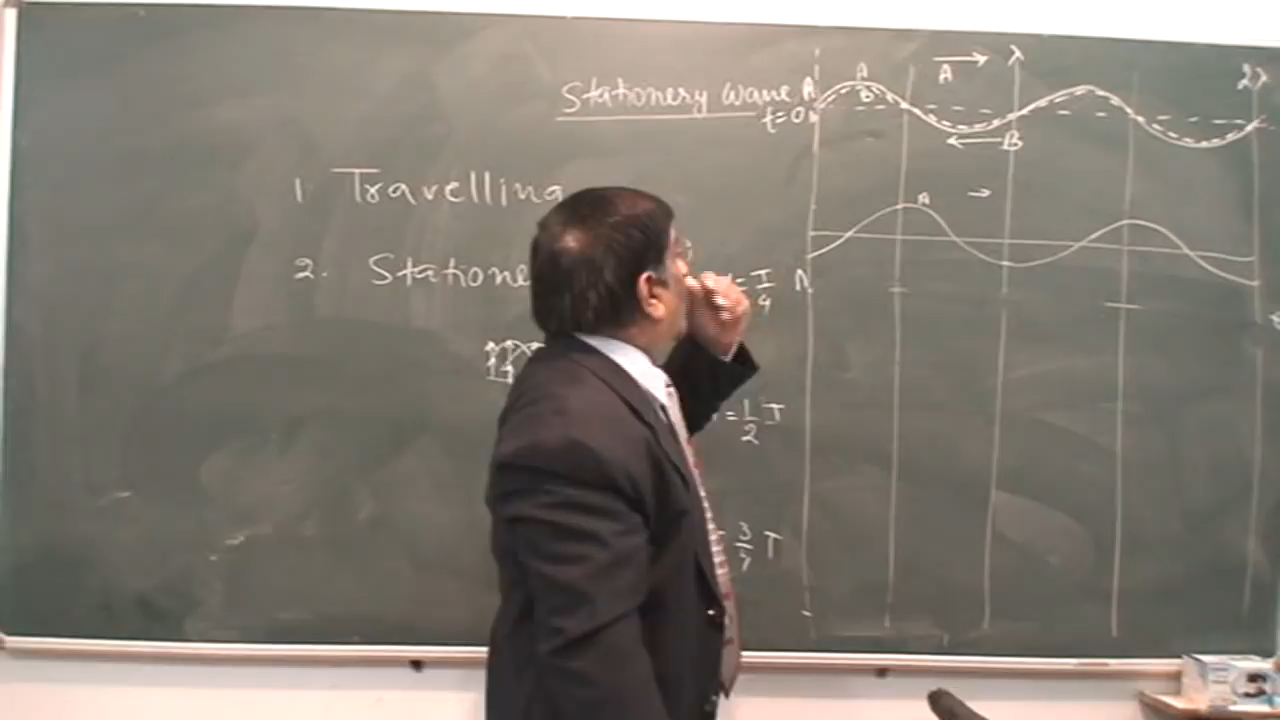 Stationery wave
A
t=0
A
B
A
λ
B
2λ
1 Travelling
2. Statione
A
=T/4
=1/2 T
3/4 T